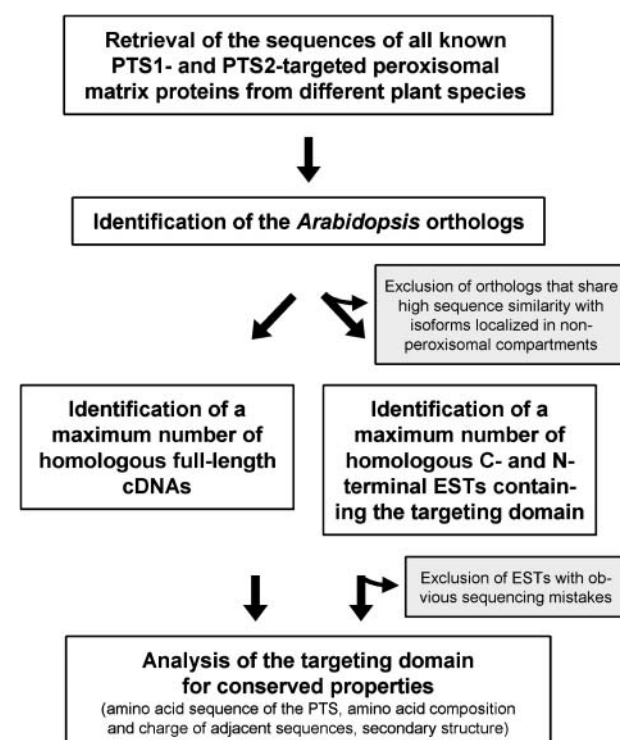 Retrieval of the sequences of all known
PTS1- and PTS2-targeted peroxisomal
matrix proteins from different plant species
Identification of the Arabidopsis orthologs
Exclusion of orthologs that share
high sequence similarity with
isoforms localized in non-
peroxisomal compartments
Identification of a
maximum number of
homologous full-length
cDNAs
Identification of a
maximum number of
homologous C- and N-
terminal ESTs contain-
ing the targeting domain
Exclusion of ESTs with ob-
vious sequencing mistakes
Analysis of the targeting domain
for conserved properties
(amino acid sequence of the PTS, amino acid composition
and charge of adjacent sequences, secondary structure)